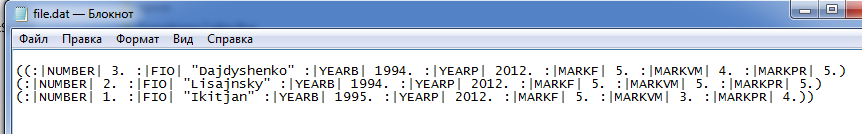 file.dat — Блокнот
Файл Правка Формат Вид Справка
((:|NUMBER| 3. :|FIO| "Dajdyshenko" :|YEARB| 1994. :|YEARP| 2012. :|MARKF| 5. :|MARKVM| 4. :|MARKPR| 5.)
(:|NUMBER| 2. :|FIO| "Lisajnsky" :|YEARB| 1994. :|YEARP| 2012. :|MARKF| 5. :|MARKVM| 5. :|MARKPR| 5.)
(:|NUMBER| 1. :|FIO| "Ikitjan" :|YEARB| 1995. :|YEARP| 2012. :|MARKF| 5. :|MARKVM| 3. :|MARKPR| 4.))